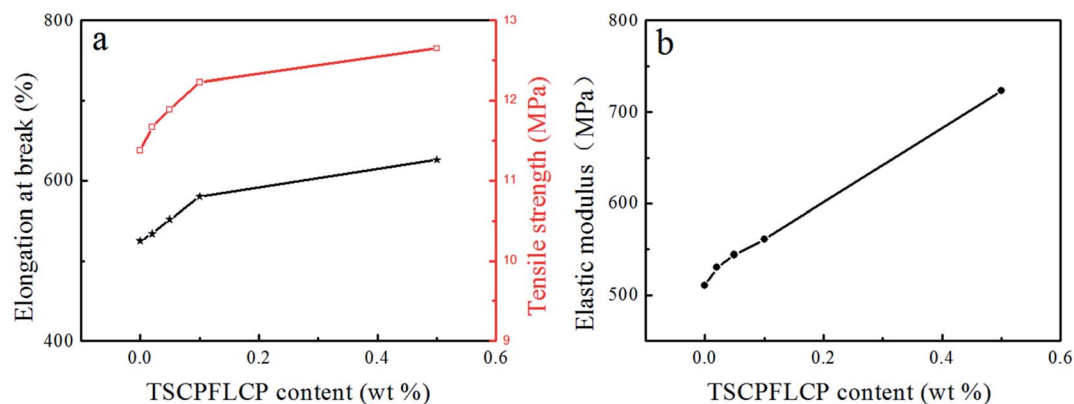 a
800
600
400
Elongation at break (%)
0.0 0.2 0.4 0.6
TSCPFLCP content (wt %)
13
12
11
10
9
Tensile strength (MPa)
b
800
700
600
500
Elastic modulus（MPa）
0.0 0.2 0.4 0.6
TSCPFLCP content (wt %)